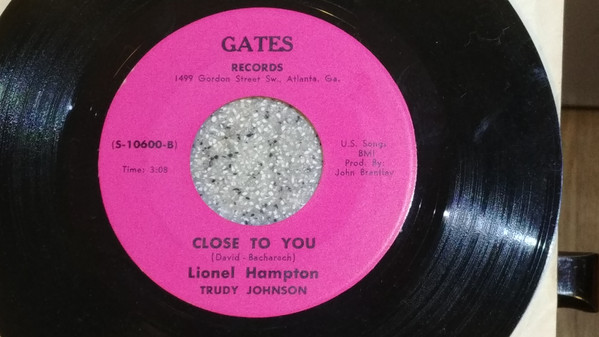 GATES
RECORDS
1499 Gordon Street Sw., Atlanta, Ga.
(S-10600-B)
Time: 3:08
U.S. Songs
BMI
Prod. By:
John Brantley
CLOSE TO YOU
(David - Bacharach)
Lionel Hampton
TRUDY JOHNSON